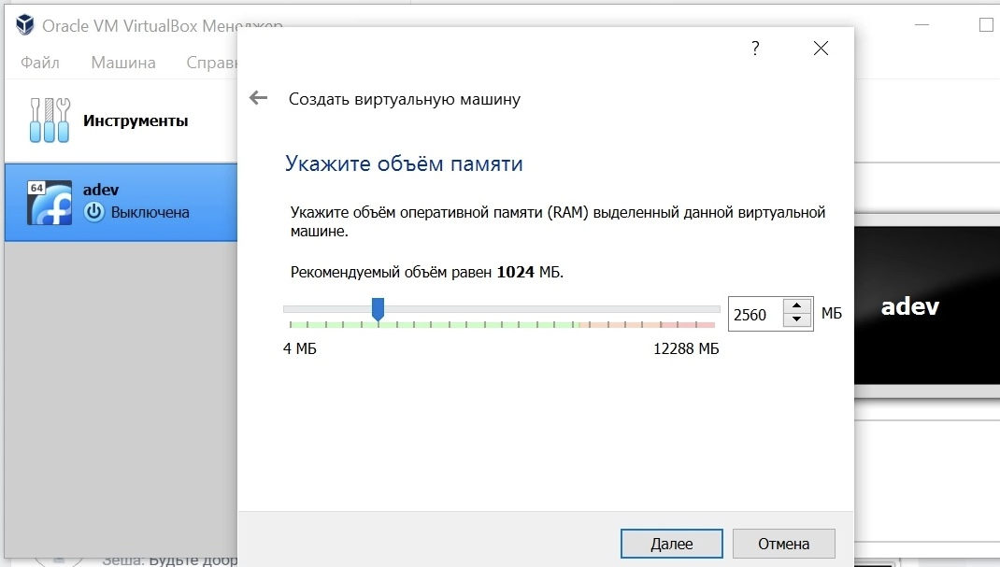 Oracle VM VirtualBox Менеджер
Файл Машина Справ
?
Создать виртуальную машину
Инструменты
Укажите объём памяти
64
adev
Выключена
Укажите объём оперативной памяти (RAM) выделенный данной виртуальной
машине.
Рекомендуемый объём равен 1024 МБ.
2560 МБ
4 МБ 12288 МБ
adev
Далее Отмена
Зеша: Будьте добр